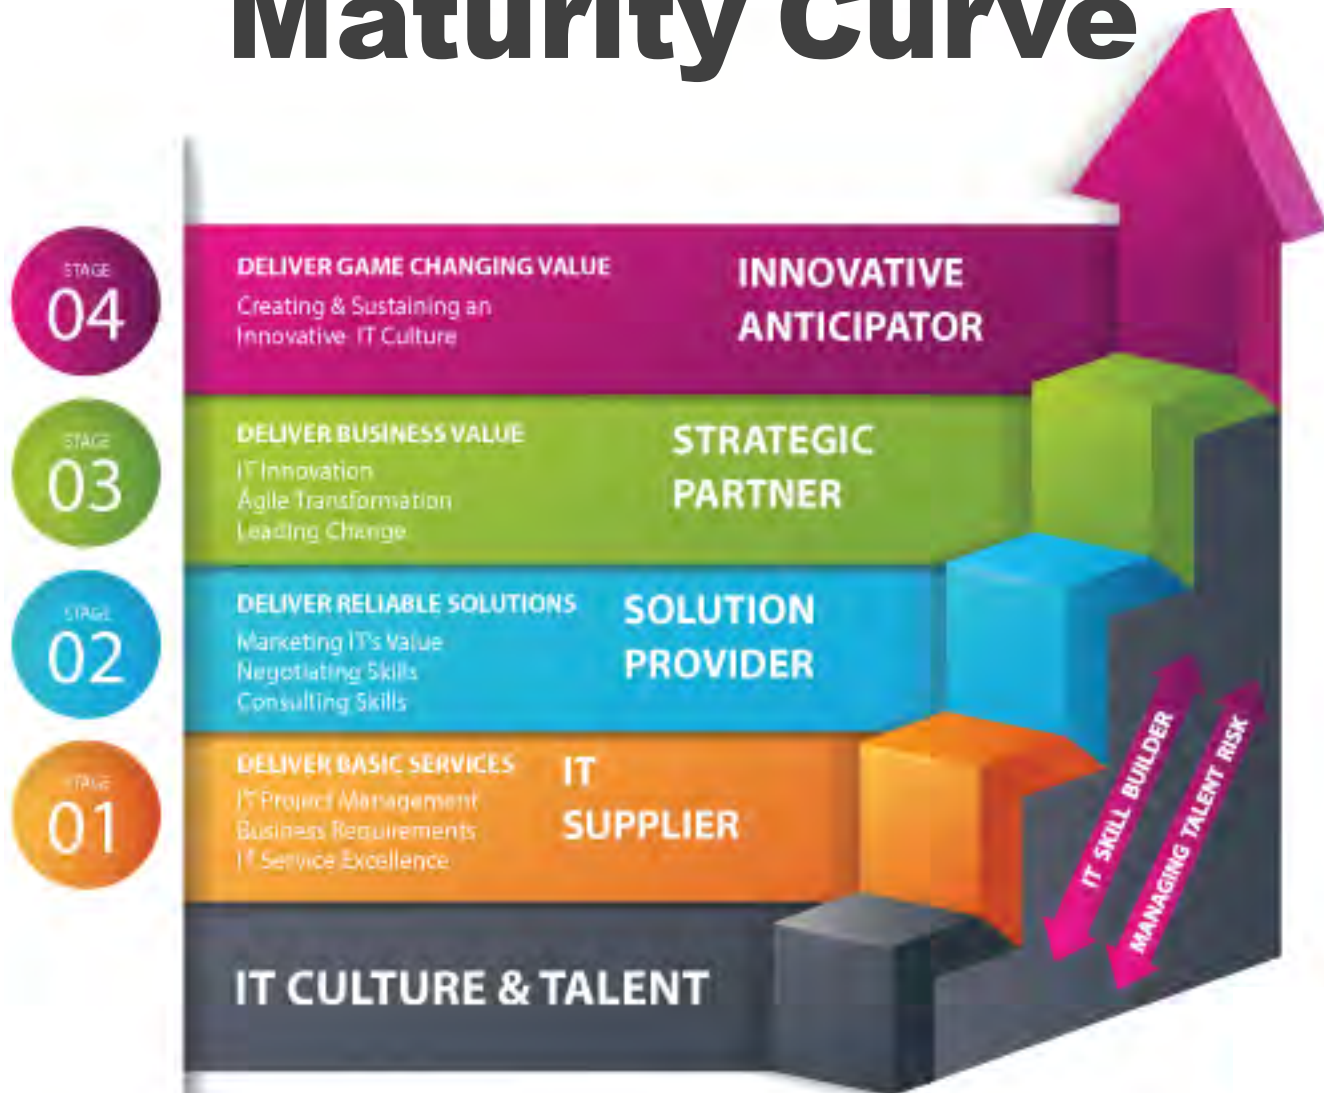 Maturity Curve
STAGE
04
DELIVER GAME CHANGING VALUE
Creating & Sustaining an
Innovative IT Culture
INNOVATIVE
ANTICIPATOR
STAGE
03
DELIVER BUSINESS VALUE
IT Innovation
Agile Transformation
Leading Change
STRATEGIC
PARTNER
STAGE
02
DELIVER RELIABLE SOLUTIONS
Marketing IT's Value
Negotiating Skills
Consulting Skills
SOLUTION
PROVIDER
STAGE
01
DELIVER BASIC SERVICES
IT Project Management
Business Requirements
IT Service Excellence
IT
SUPPLIER
IT CULTURE & TALENT
IT SKILL BUILDER
MANAGING TALENT RISK